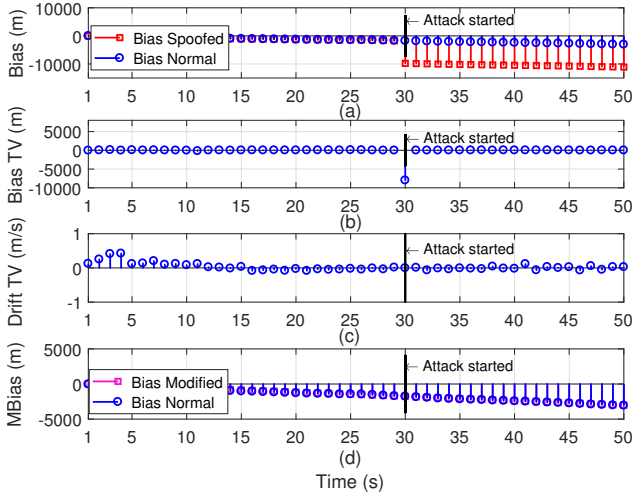 Attack started
0
-5000
-10000
Bias (m)
Bias Spoofed
Bias Normal
1 5 10 15 20 25 30 35 40 45 50
(a)
5000
0
-5000
-10000
Bias TV (m)
Attack started
1 5 10 15 20 25 30 35 40 45 50
(b)
1
0
-1
Drift TV (m/s)
Attack started
1 5 10 15 20 25 30 35 40 45 50
(c)
5000
0
-5000
MBias (m)
Attack started
Bias Modified
Bias Normal
1 5 10 15 20 25 30 35 40 45 50
(d)
Time (s)